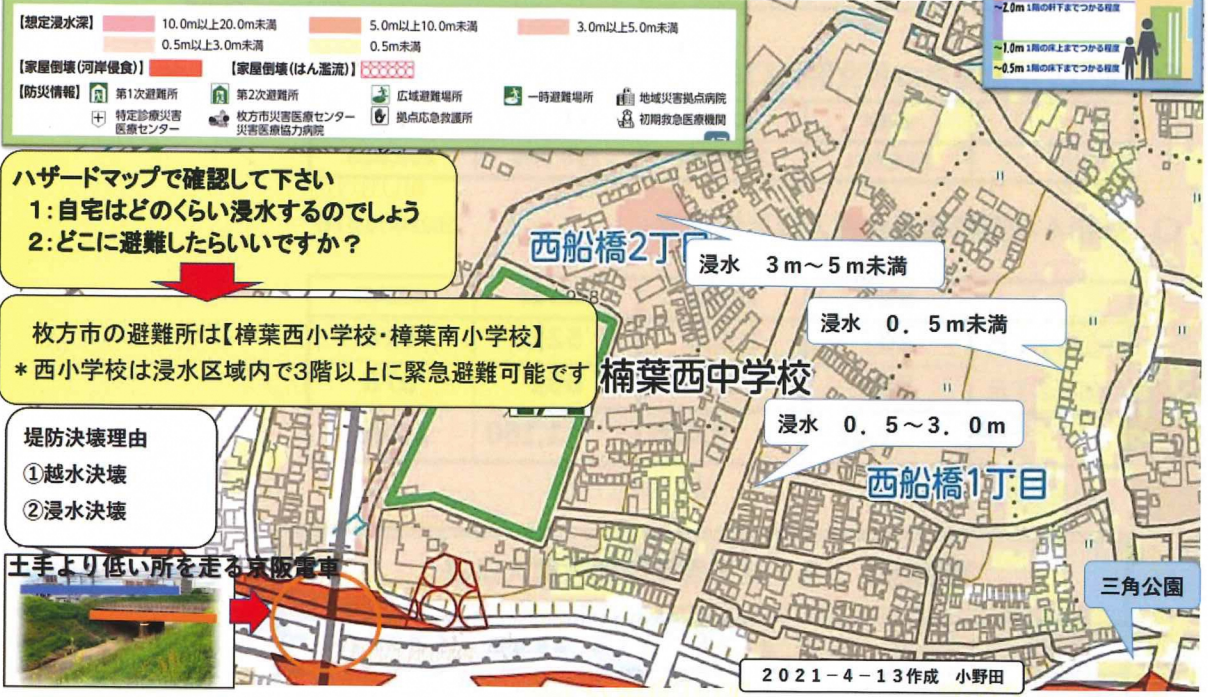 【想定浸水深】 10.0m以上20.0m未満 5.0m以上10.0m未満 3.0m以上5.0m未満
0.5m以上3.0m未満 0.5m未満
【家屋倒壊(河岸侵食)】 【家屋倒壊(はん濫流)】
【防災情報】 第1次避難所 第2次避難所 広域避難場所 一時避難場所 地域災害拠点病院
特定診療災害
医療センター
枚方市災害医療センター
災害医療協力病院
拠点応急救護所
初期救急医療機関
~2.0m 1階の軒下までつかる程度
~1.0m 1階の床上までつかる程度
~0.5m 1階の床下までつかる程度
ハザードマップで確認して下さい
1:自宅はどのくらい浸水するのでしょう
2:どこに避難したらいいですか?
枚方市の避難所は【樟葉西小学校・樟葉南小学校】
*西小学校は浸水区域内で3階以上に緊急避難可能です
堤防決壊理由
①越水決壊
②浸水決壊
土手より低い所を走る京阪電車
西船橋2丁目
浸水 3m~5m未満
浸水 0.5m未満
楠葉西中学校
浸水 0.5~3.0m
西船橋1丁目
三角公園
2021-4-13作成 小野田